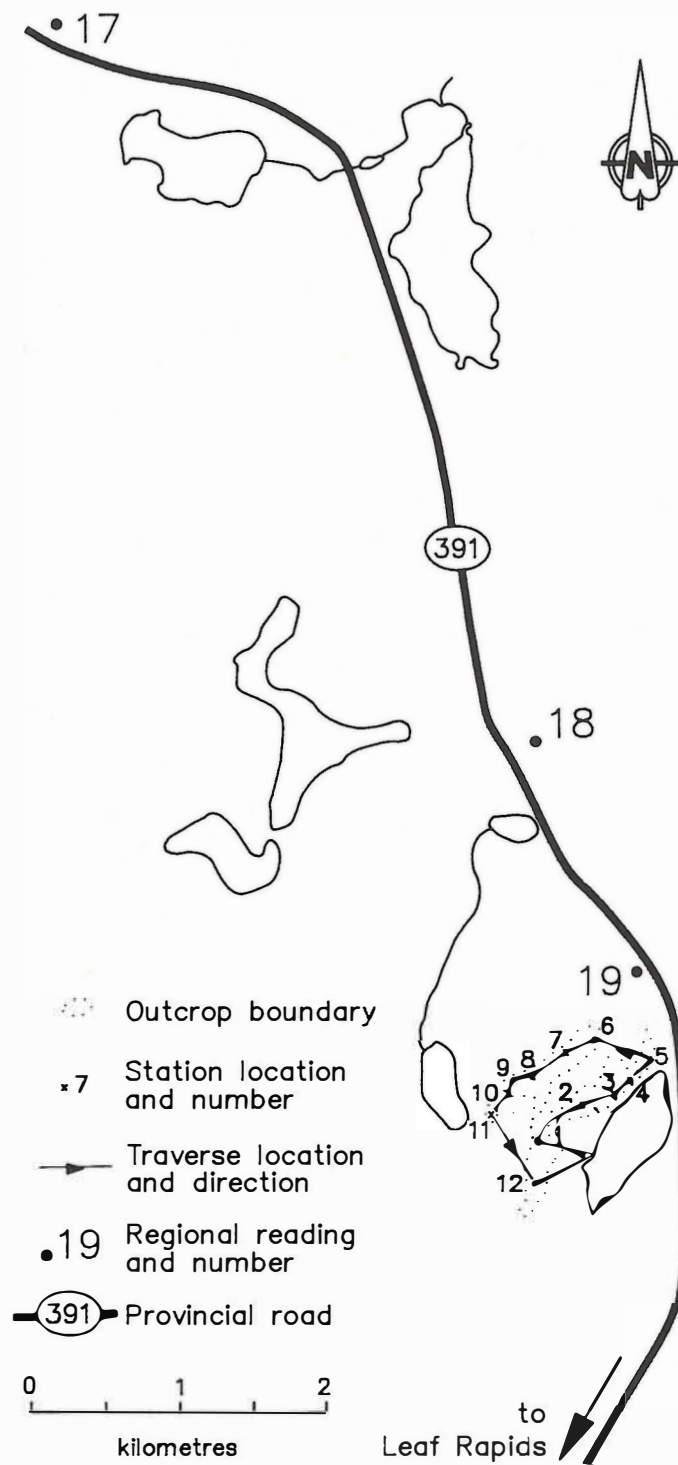 17
N
391
18
19
6
7
5
8
9
3
4
10
2
11
1
12
Outcrop boundary
7 Station location
and number
Traverse location
and direction
19 Regional reading
and number
391 Provincial road
0 1 2
kilometres
to
Leaf Rapids